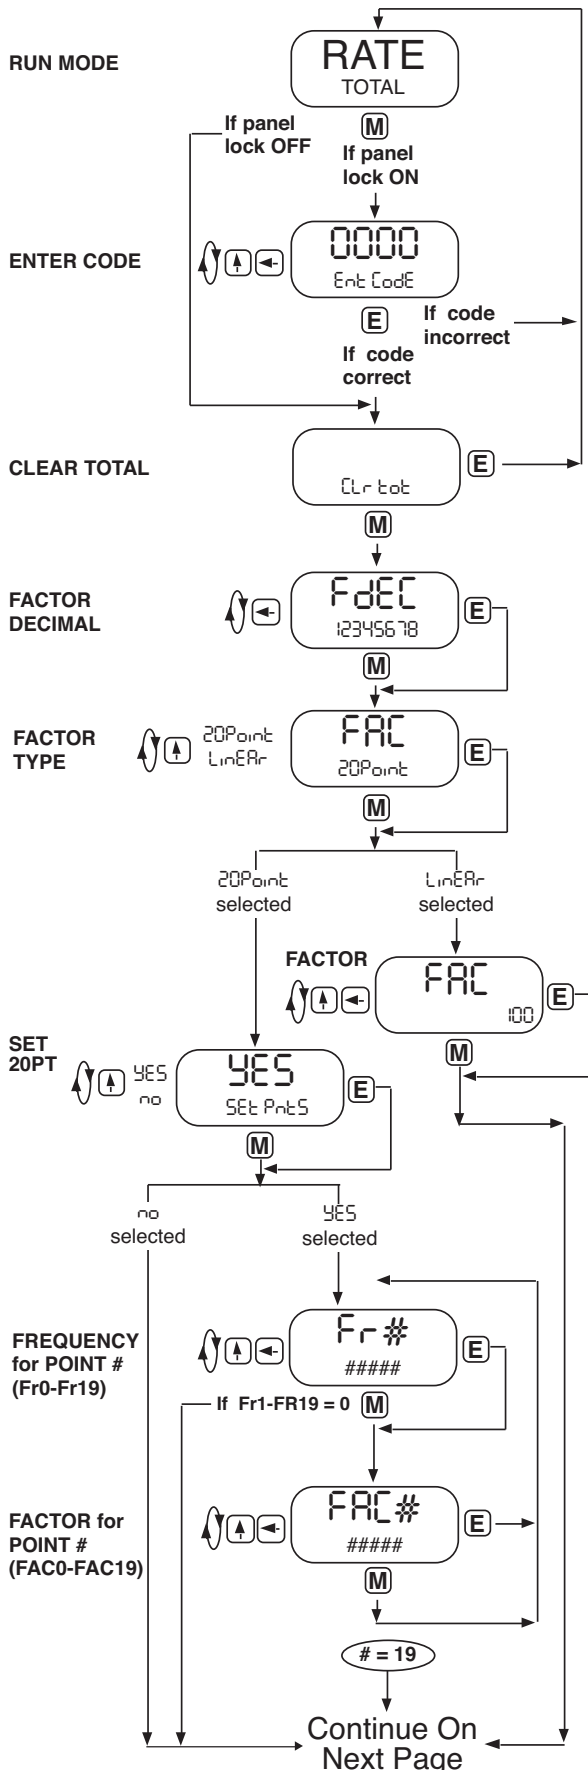 RUN MODE
RATE
TOTAL
M
If panel
lock OFF
If panel
lock ON
ENTER CODE
0000
Ent CodE
E
If code
incorrect
If code
correct
CLEAR TOTAL
CLr tot
E
M
FACTOR
DECIMAL
FdEC
12345678
E
M
FACTOR
TYPE
20Point
LinEAr
FAC
20Point
E
M
20Point
selected
LinEAr
selected
FACTOR
FAC
100
E
M
SET
20PT
YES
no
YES
SEt PntS
E
M
no
selected
YES
selected
FREQUENCY
for POINT #
(Fr0-Fr19)
Fr#
#####
E
If Fr1-FR19 = 0
M
FACTOR for
POINT #
(FAC0-FAC19)
FAC#
#####
E
M
# = 19
Continue On
Next Page